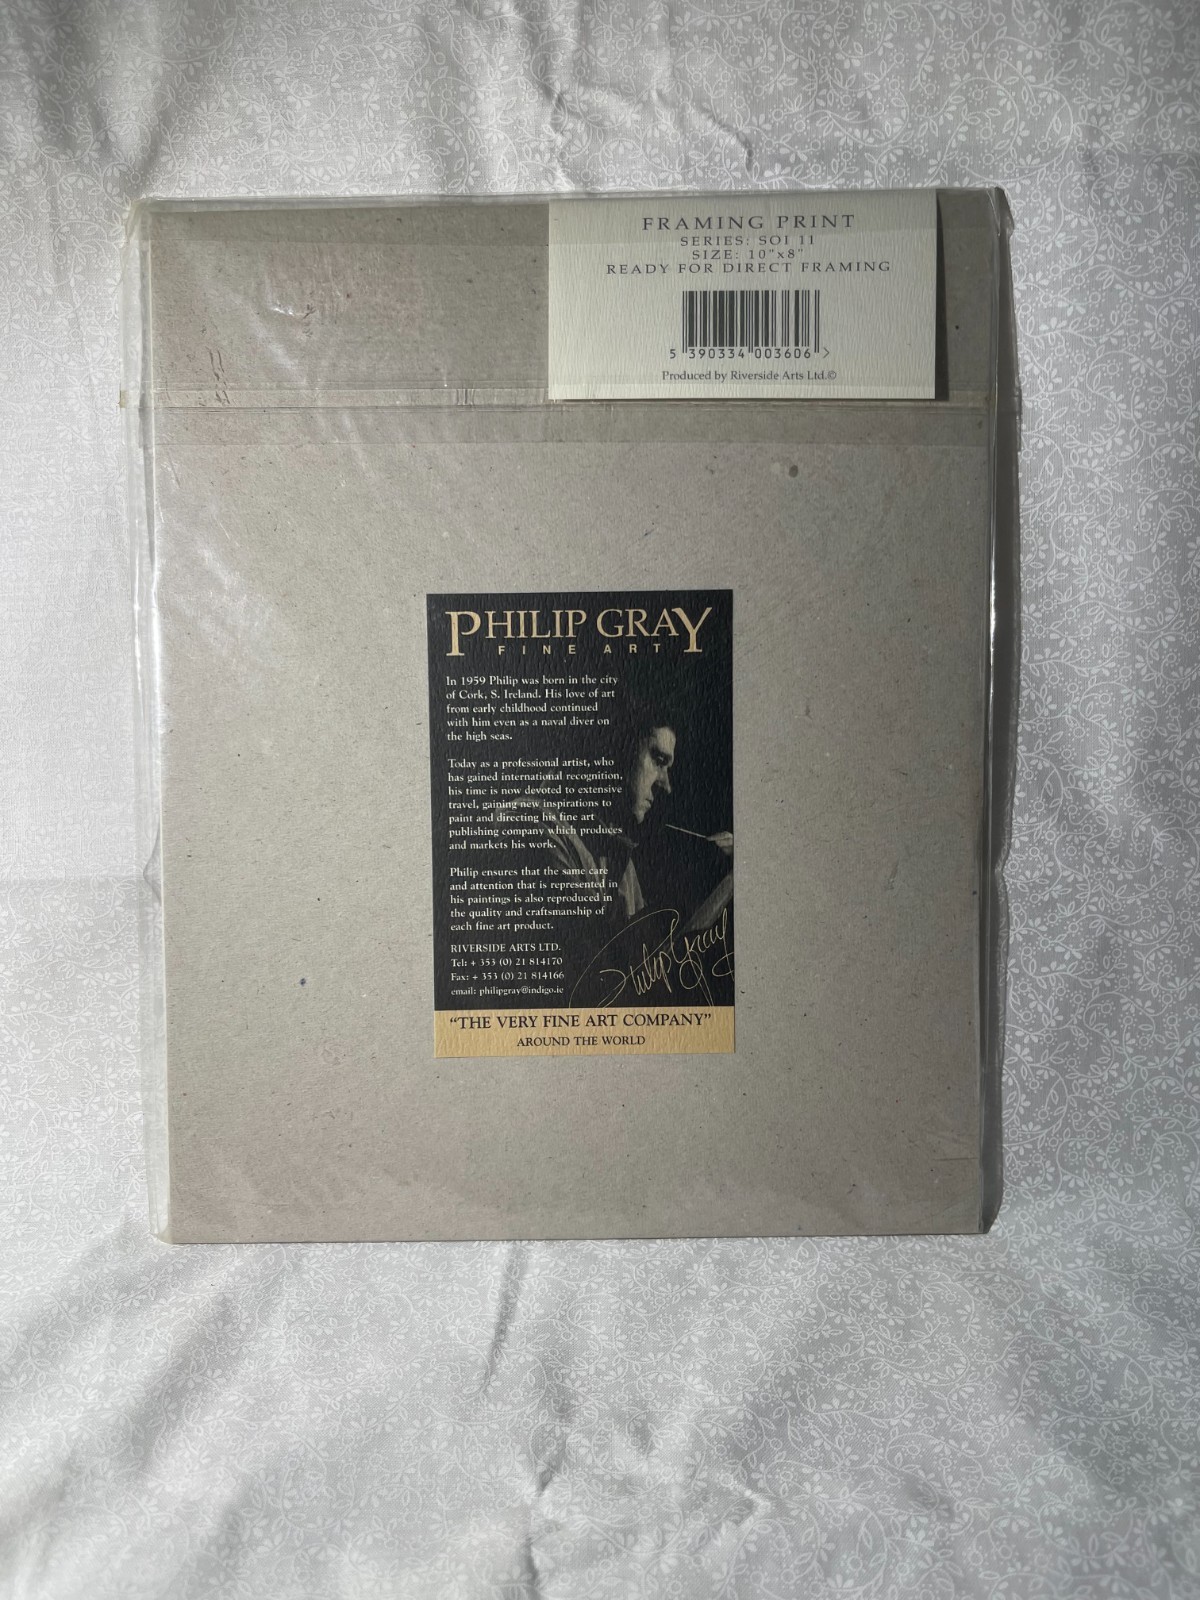 FRAMING PRINT
SERIES: SOI 11
SIZE: 10"x8"
READY FOR DIRECT FRAMING
5 390334 003606 >
Produced by Riverside Arts Ltd.©
PHILIP GRAY
FINE ART
In 1959 Philip was born in the city
of Cork, S. Ireland. His love of art
from early childhood continued
with him even as a naval diver on
the high seas.
Today as a professional artist, who
has gained international recognition,
his time is now devoted to extensive
travel, gaining new inspirations to
paint and directing his fine art
publishing company which produces
and markets his work.
Philip ensures that the same care
and attention that is represented in
his paintings is also reproduced in
the quality and craftsmanship of
each fine art product.
RIVERSIDE ARTS LTD.
Tel: + 353 (0) 21 814170
Fax: + 353 (0) 21 814166
email: philipgray@indigo.ie
Philip Gray
“THE VERY FINE ART COMPANY”
AROUND THE WORLD